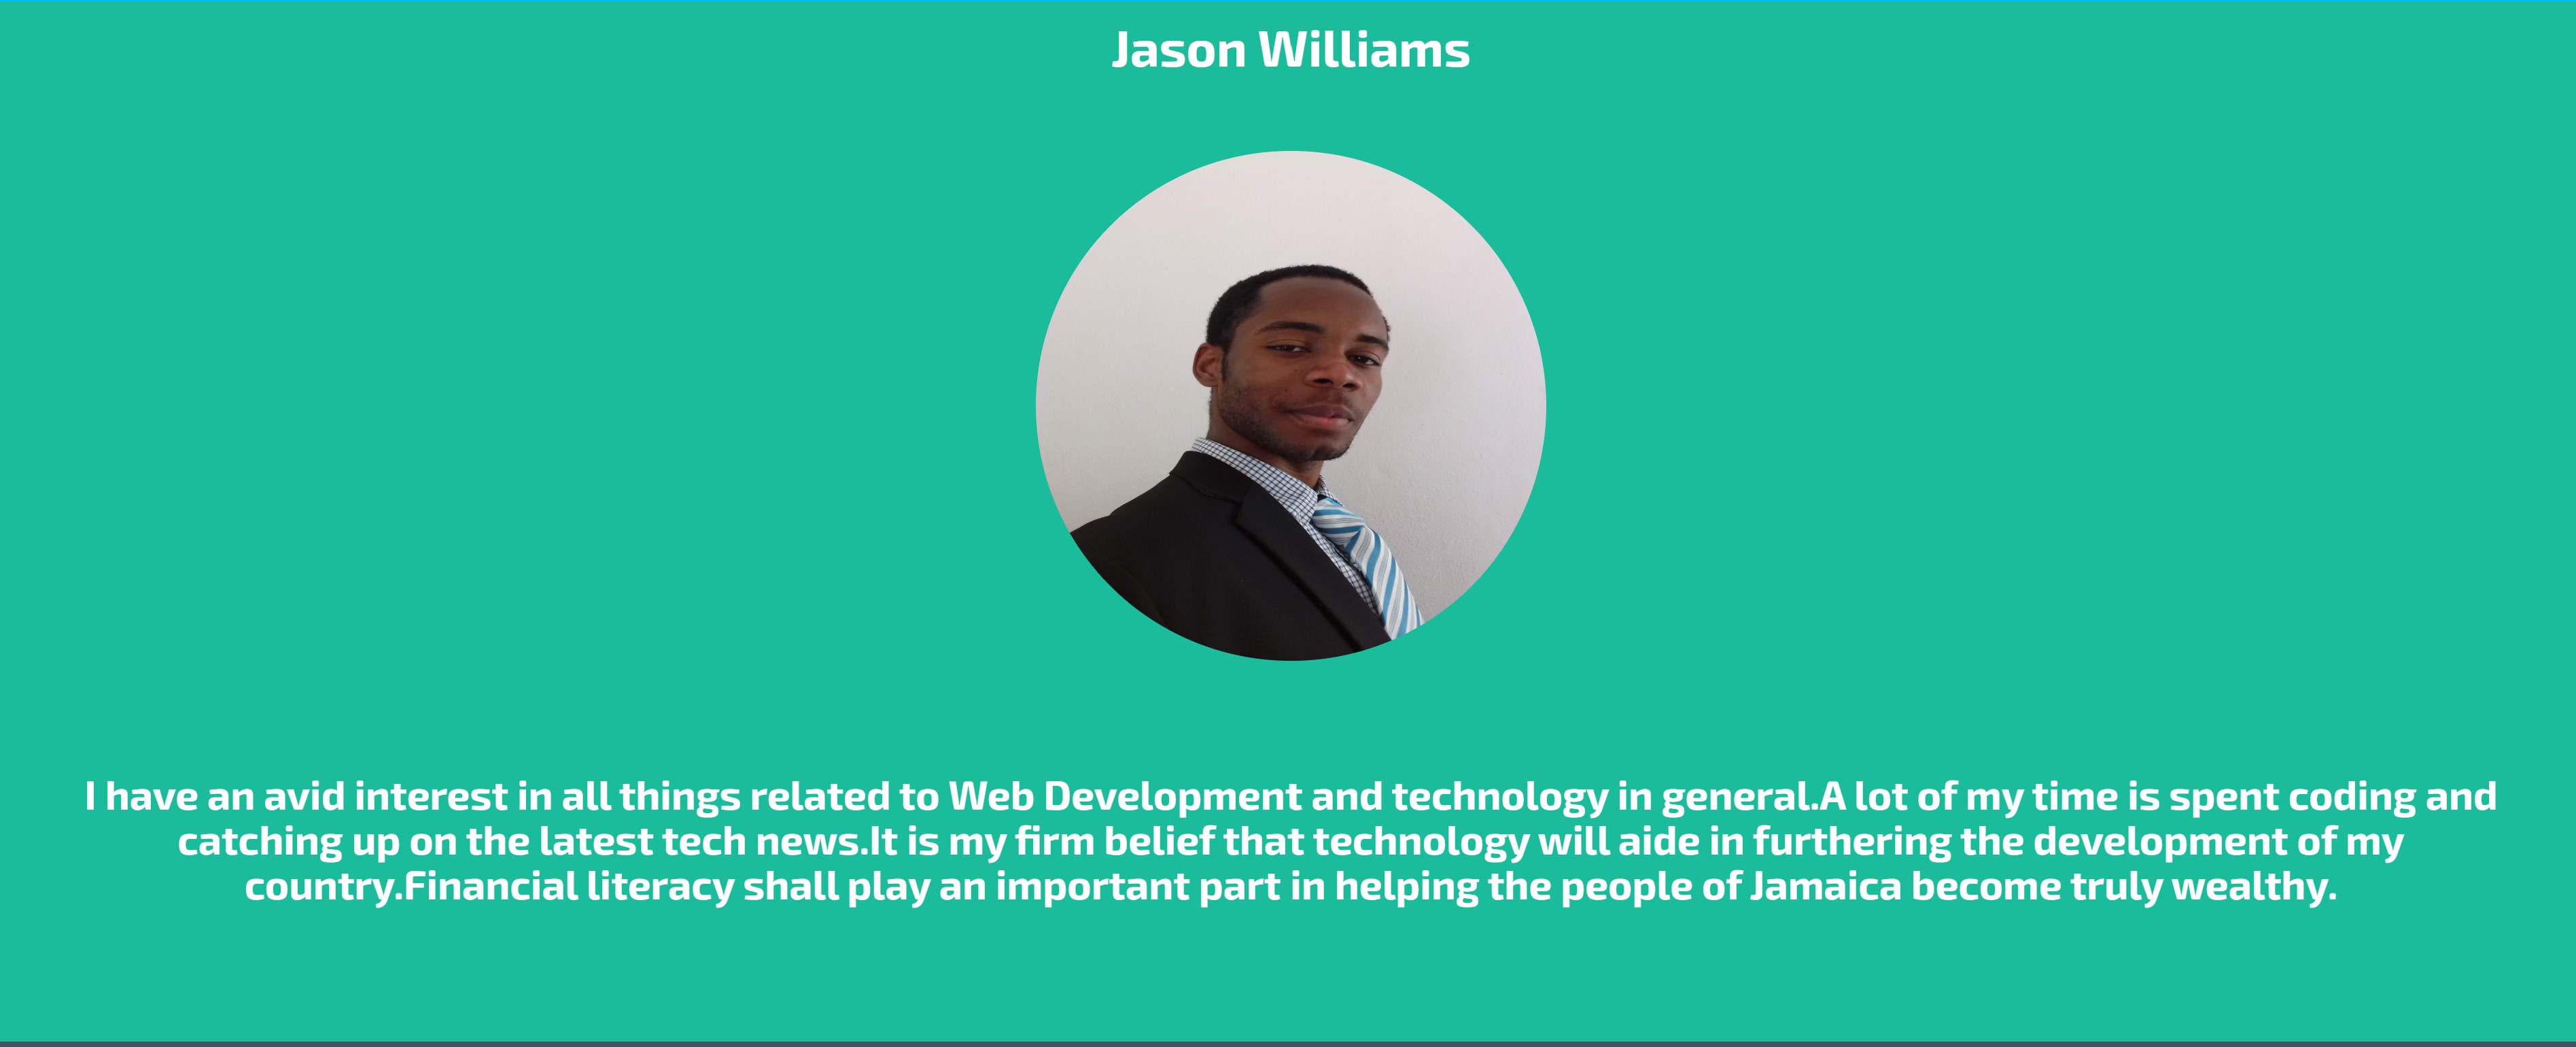 Jason Williams
I have an avid interest in all things related to Web Development and technology in general.A lot of my time is spent coding and
catching up on the latest tech news.It is my firm belief that technology will aide in furthering the development of my
country.Financial literacy shall play an important part in helping the people of Jamaica become truly wealthy.